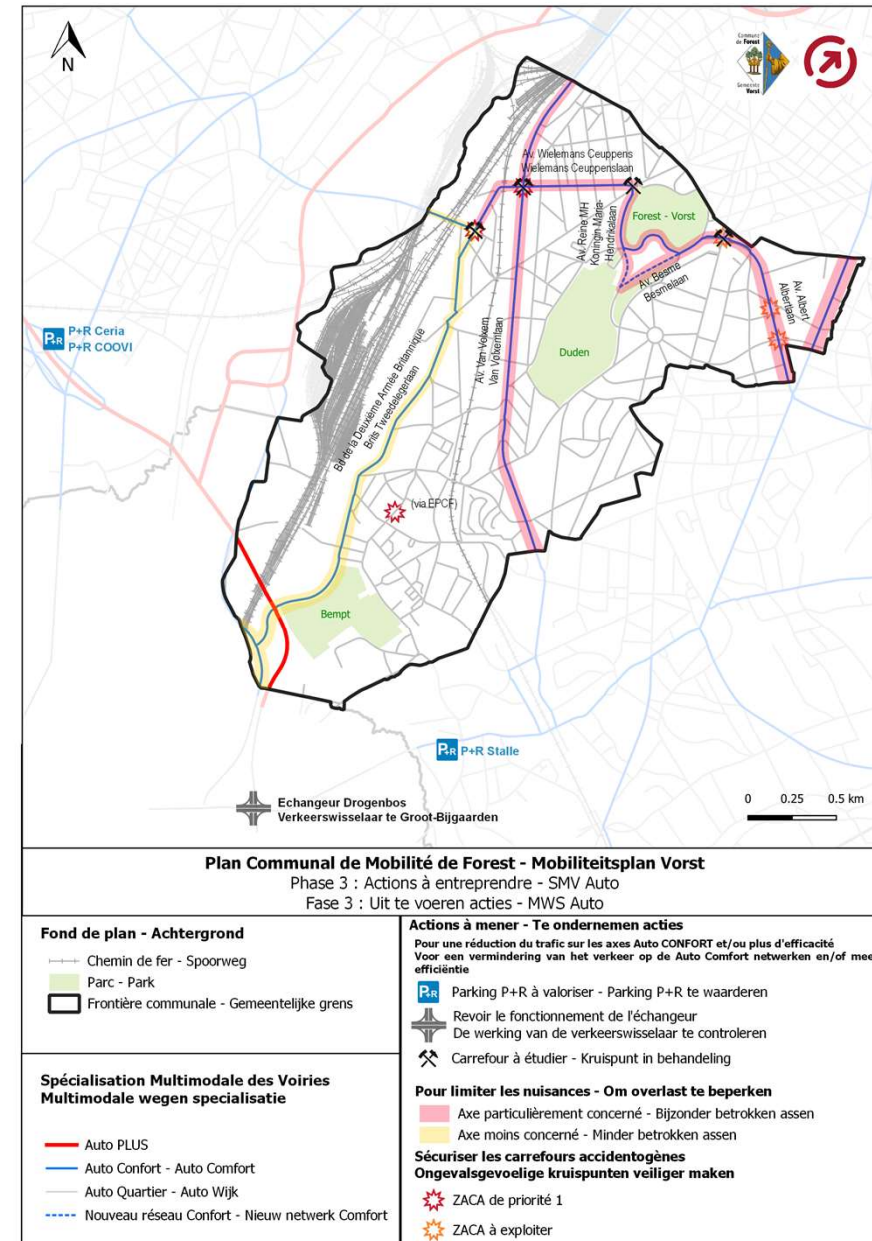 N
Commune
de Forest
Gemeente
Vorst
Av. Wielemans Ceuppens
Wielemans Ceuppenslaan
Forest - Vorst
Av. Reine MH
Koningin Maria-
Hendrikalaan
Av. Besme
Besmelaan
Av. Albert
Albertlaan
P+R
P+R Ceria
P+R COOVI
Duden
Av. Van Volxem
Van Volxemlaan
Bd de la Deuxième Armée Britannique
Brits Tweedelegerlaan
(via EPCF)
Bempt
P+R
P+R Stalle
Echangeur Drogenbos
Verkeerswisselaar te Groot-Bijgaarden
0 0.25 0.5 km
Plan Communal de Mobilité de Forest - Mobiliteitsplan Vorst
Phase 3 : Actions à entreprendre - SMV Auto
Fase 3 : Uit te voeren acties - MWS Auto
Fond de plan - Achtergrond
Chemin de fer - Spoorweg
Parc - Park
Frontière communale - Gemeentelijke grens
Spécialisation Multimodale des Voiries
Multimodale wegen specialisatie
Auto PLUS
Auto Confort - Auto Comfort
Auto Quartier - Auto Wijk
Nouveau réseau Confort - Nieuw netwerk Comfort
Actions à mener - Te ondernemen acties
Pour une réduction du trafic sur les axes Auto CONFORT et/ou plus d'efficacité
Voor een vermindering van het verkeer op de Auto Comfort netwerken en/of mee
efficiëntie
P+R
Parking P+R à valoriser - Parking P+R te waarderen
Revoir le fonctionnement de l'échangeur
De werking van de verkeerswisselaar te controleren
Carrefour à étudier - Kruispunt in behandeling
Pour limiter les nuisances - Om overlast te beperken
Axe particulièrement concerné - Bijzonder betrokken assen
Axe moins concerné - Minder betrokken assen
Sécuriser les carrefours accidentogènes
Ongevalsgevoelige kruispunten veiliger maken
ZACA de priorité 1
ZACA à exploiter